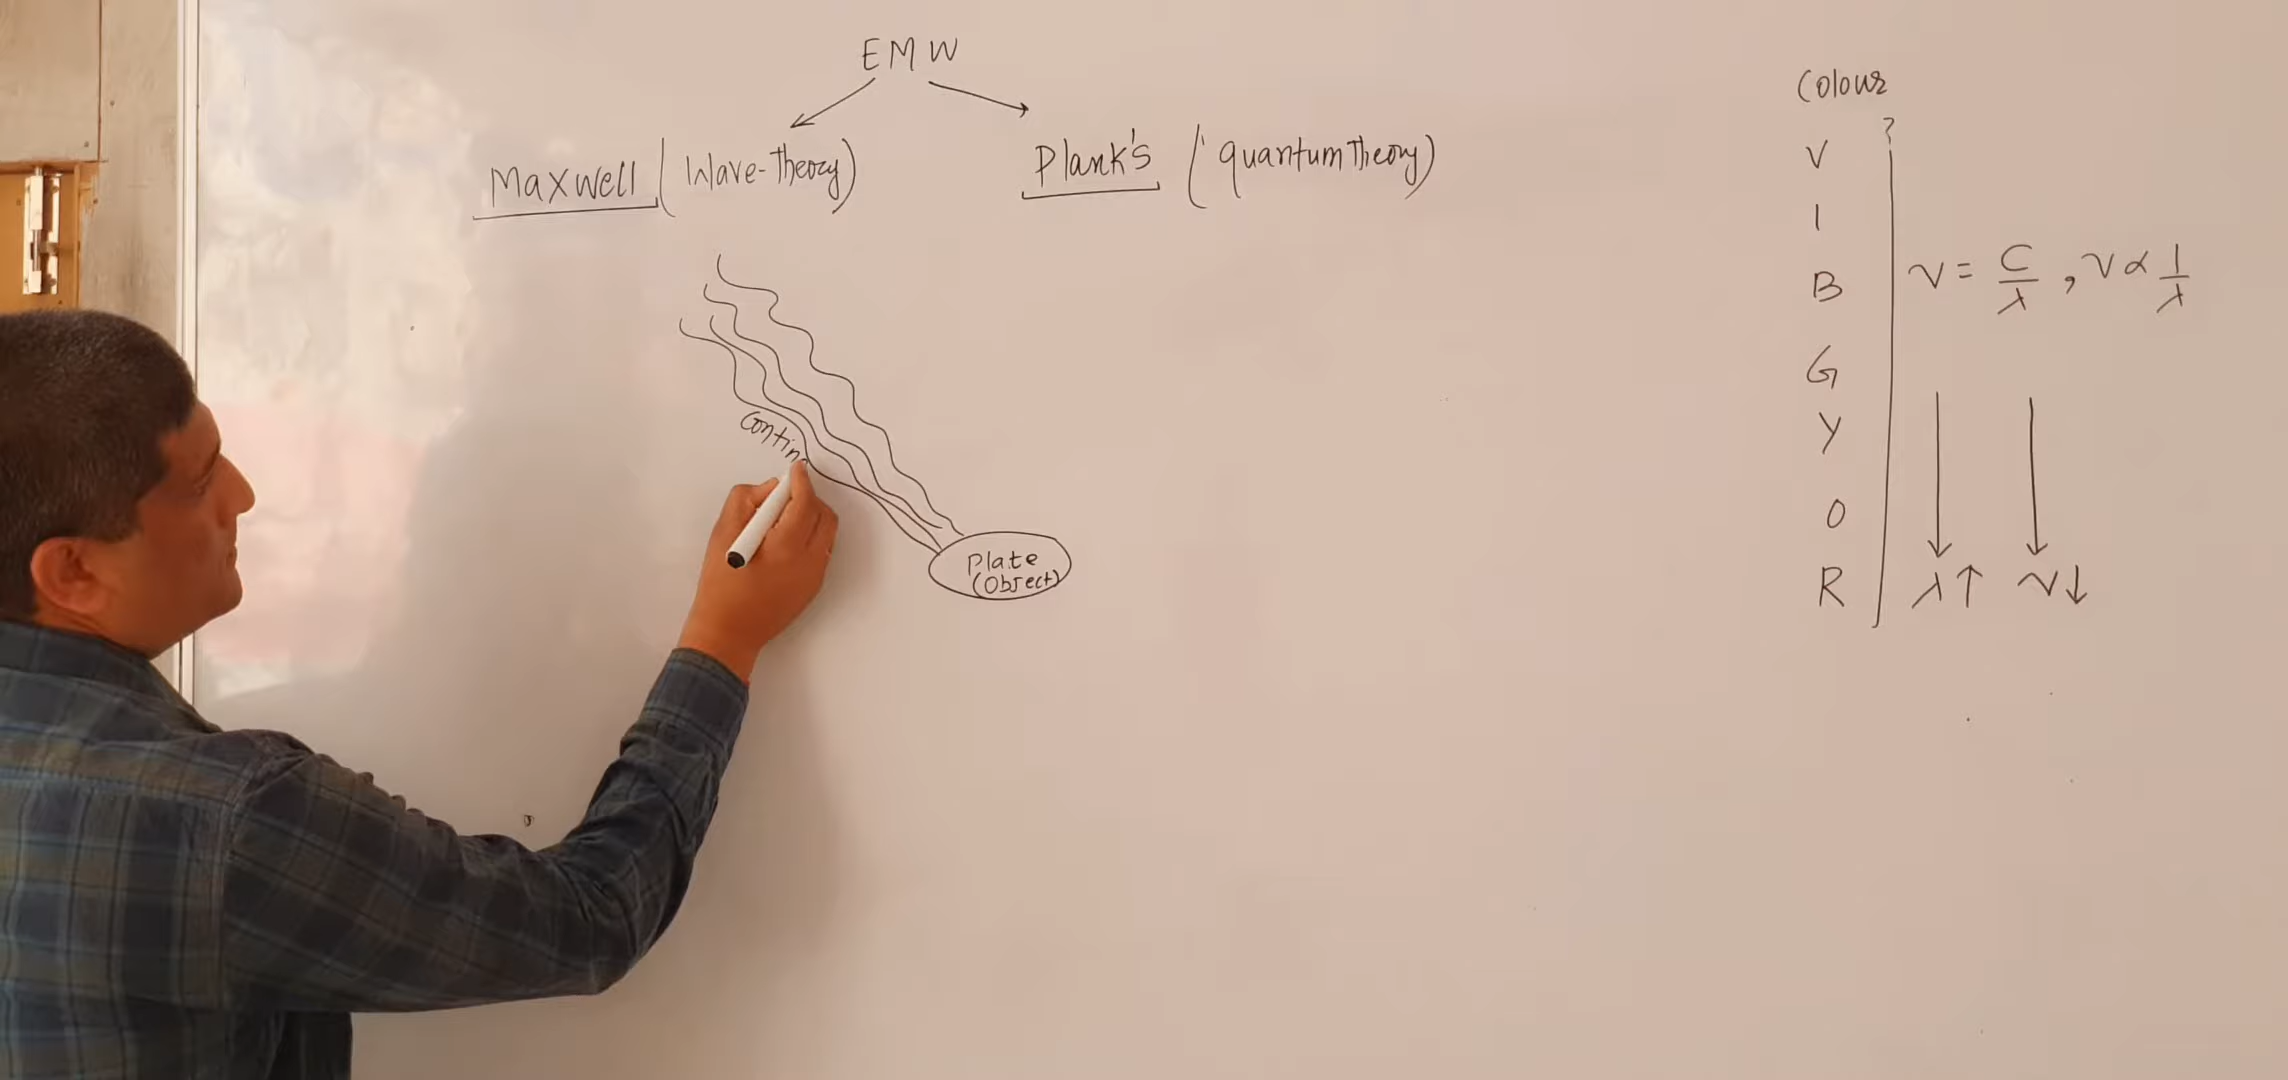 EMW
Maxwell (Wave-Theory)
Plank's (quantum Theory)
Contin
Plate
(Object)
Colour
V
I
B
G
Y
O
R
ν = C/λ , ν ∝ 1/λ
λ↑ ν↓